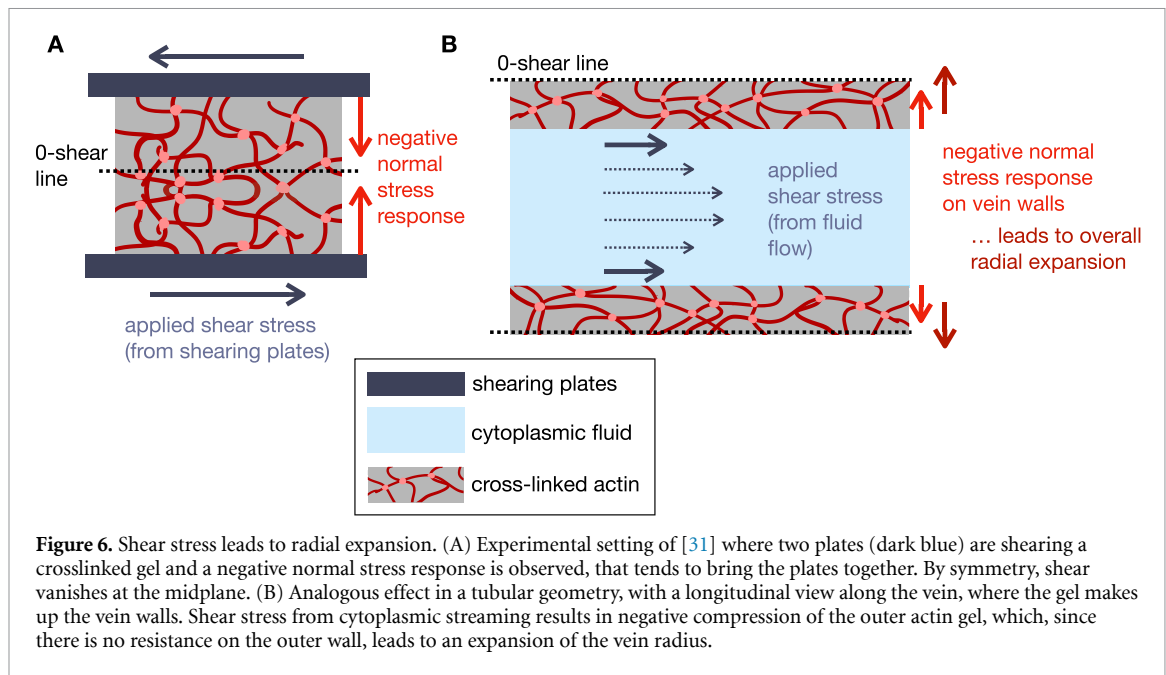 A
0-shear
line
negative
normal
stress
response
applied shear stress
(from shearing plates)
B
0-shear line
applied
shear stress
(from fluid
flow)
negative normal
stress response
on vein walls
... leads to overall
radial expansion
shearing plates
cytoplasmic fluid
cross-linked actin
Figure 6. Shear stress leads to radial expansion. (A) Experimental setting of [31] where two plates (dark blue) are shearing a
crosslinked gel and a negative normal stress response is observed, that tends to bring the plates together. By symmetry, shear
vanishes at the midplane. (B) Analogous effect in a tubular geometry, with a longitudinal view along the vein, where the gel makes
up the vein walls. Shear stress from cytoplasmic streaming results in negative compression of the outer actin gel, which, since
there is no resistance on the outer wall, leads to an expansion of the vein radius.